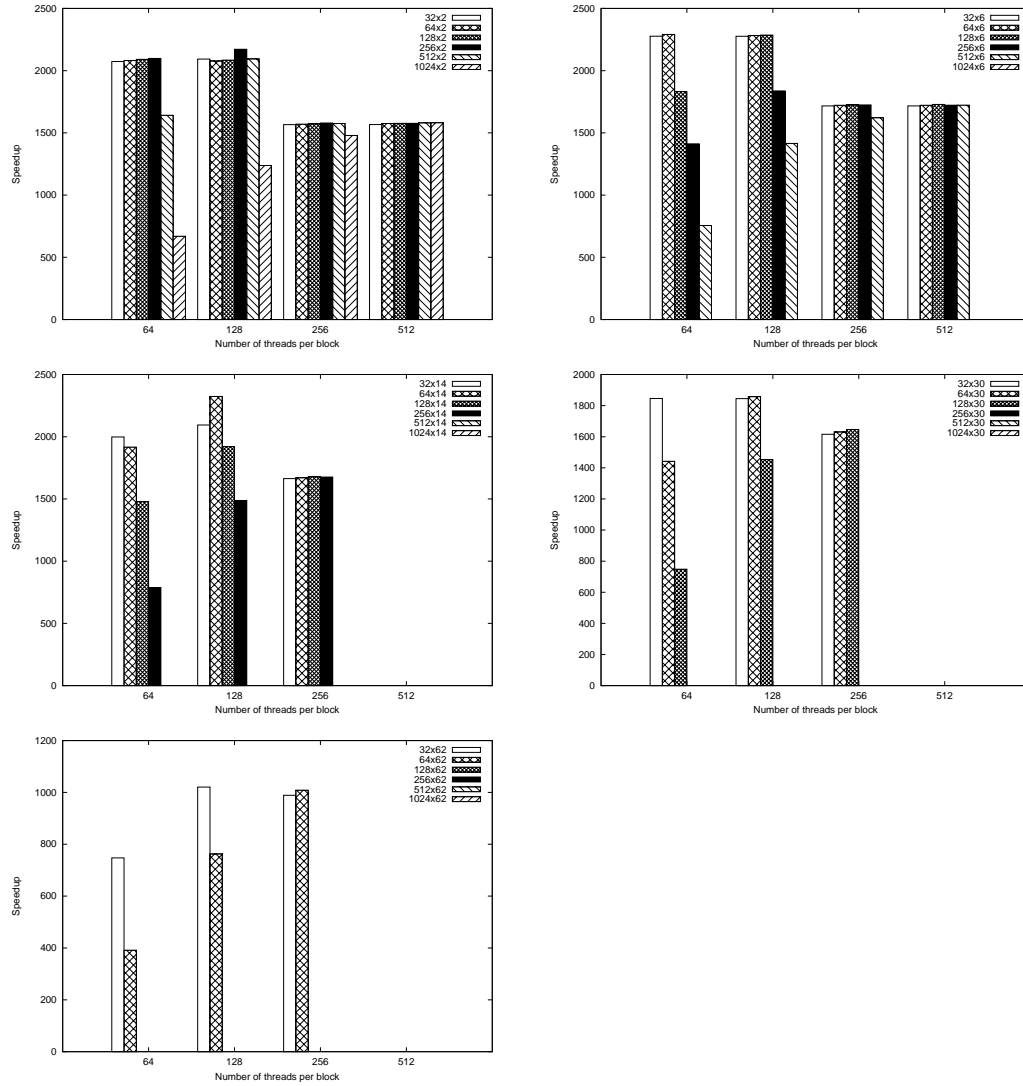 2500
2000
1500
1000
500
0
Speedup
64
128
256
512
Number of threads per block
32x2
64x2
128x2
256x2
512x2
1024x2
2500
2000
1500
1000
500
0
Speedup
64
128
256
512
Number of threads per block
32x6
64x6
128x6
256x6
512x6
1024x6
2500
2000
1500
1000
500
0
Speedup
64
128
256
512
Number of threads per block
32x14
64x14
128x14
256x14
512x14
1024x14
2000
1800
1600
1400
1200
1000
800
600
400
200
0
Speedup
64
128
256
512
Number of threads per block
32x30
64x30
128x30
256x30
512x30
1024x30
1200
1000
800
600
400
200
0
Speedup
64
128
256
512
Number of threads per block
32x62
64x62
128x62
256x62
512x62
1024x62